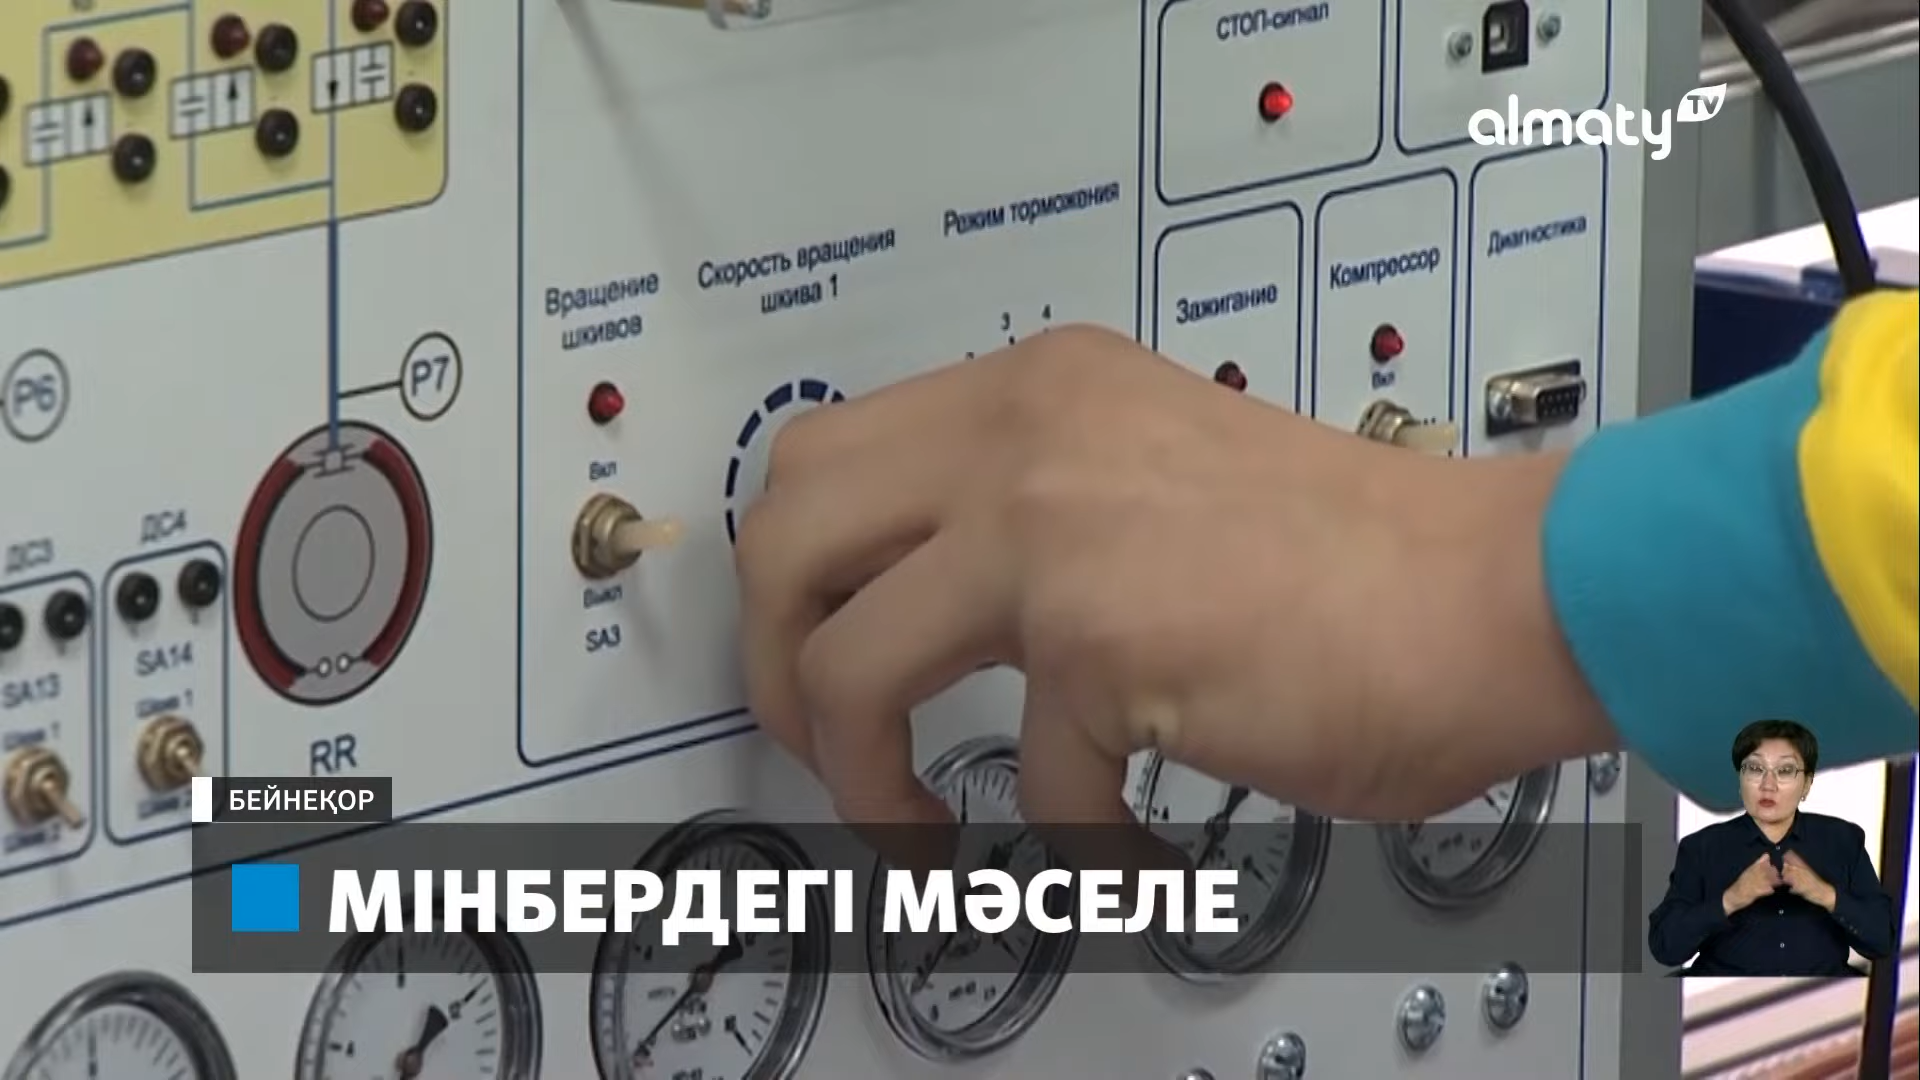 СТОП-сигнал
almaty TV
Режим торможения
Скорость вращения
шкива 1
Вращение
шкивов
Зажигание
Компрессор
Диагностика
3 4
Вкл
Вкл
Выкл
SA3
P6
P7
ДС3
ДС4
SA13
SA14
Шкив 1
Шкив 1
RR
БЕЙНЕҚОР
МІНБЕРДЕГІ МӘСЕЛЕ